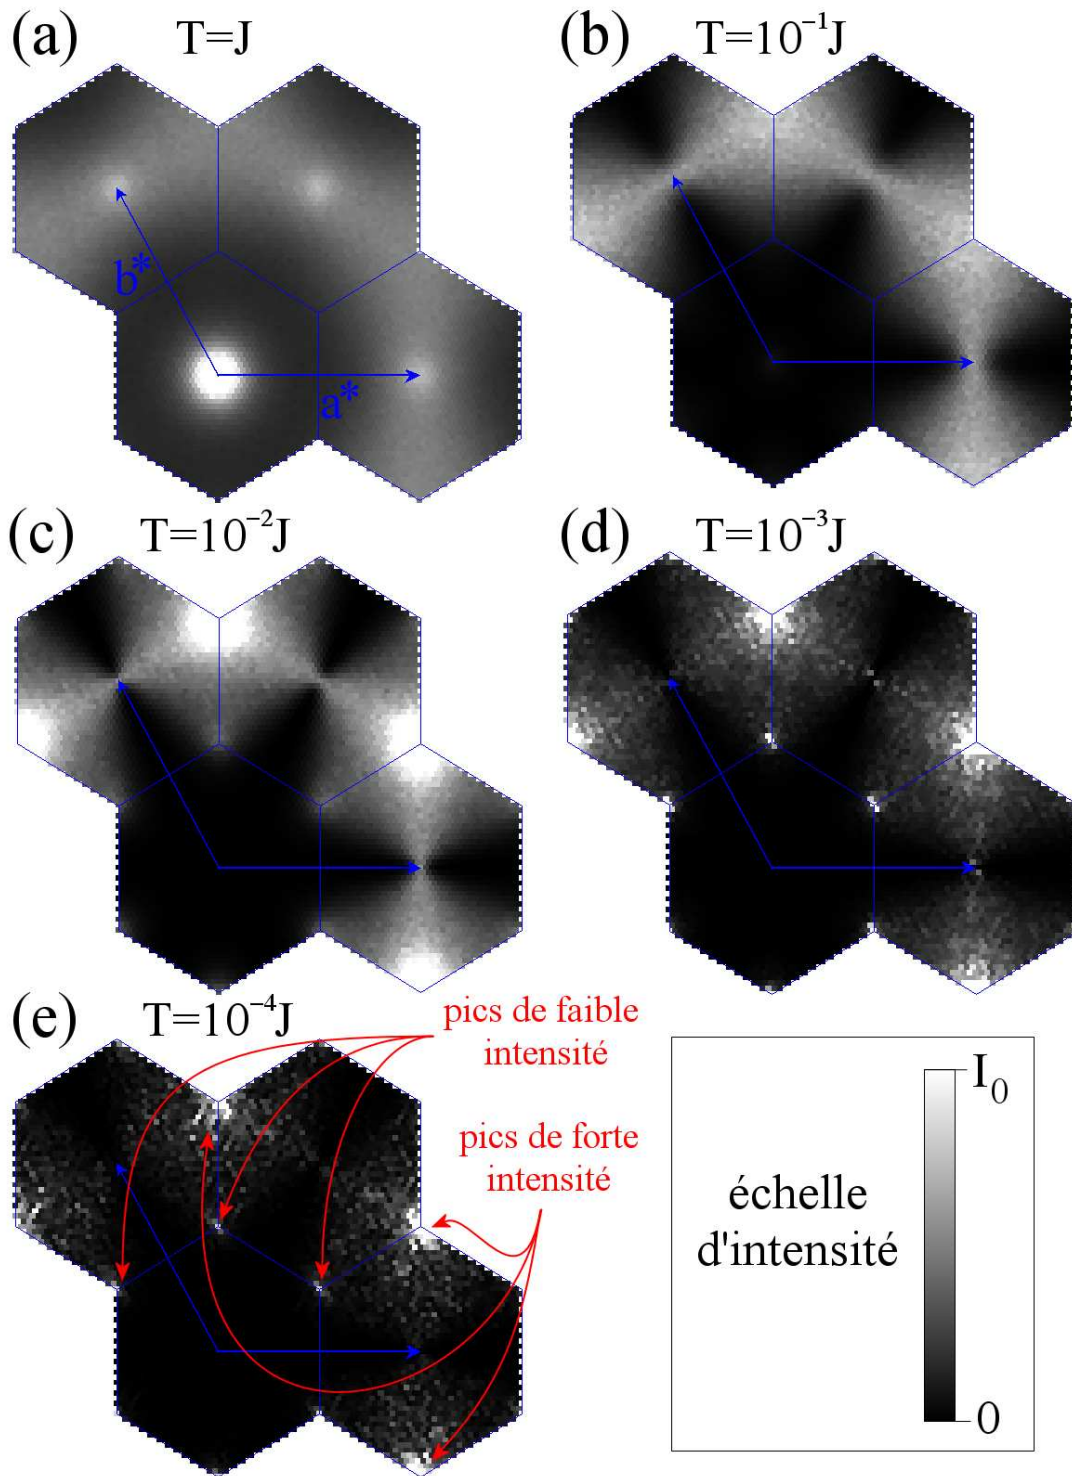 (a) T=J
(b) T=10⁻¹J
b*
a*
(c) T=10⁻²J
(d) T=10⁻³J
(e) T=10⁻⁴J
pics de faible
intensité
pics de forte
intensité
I₀
échelle
d'intensité
0